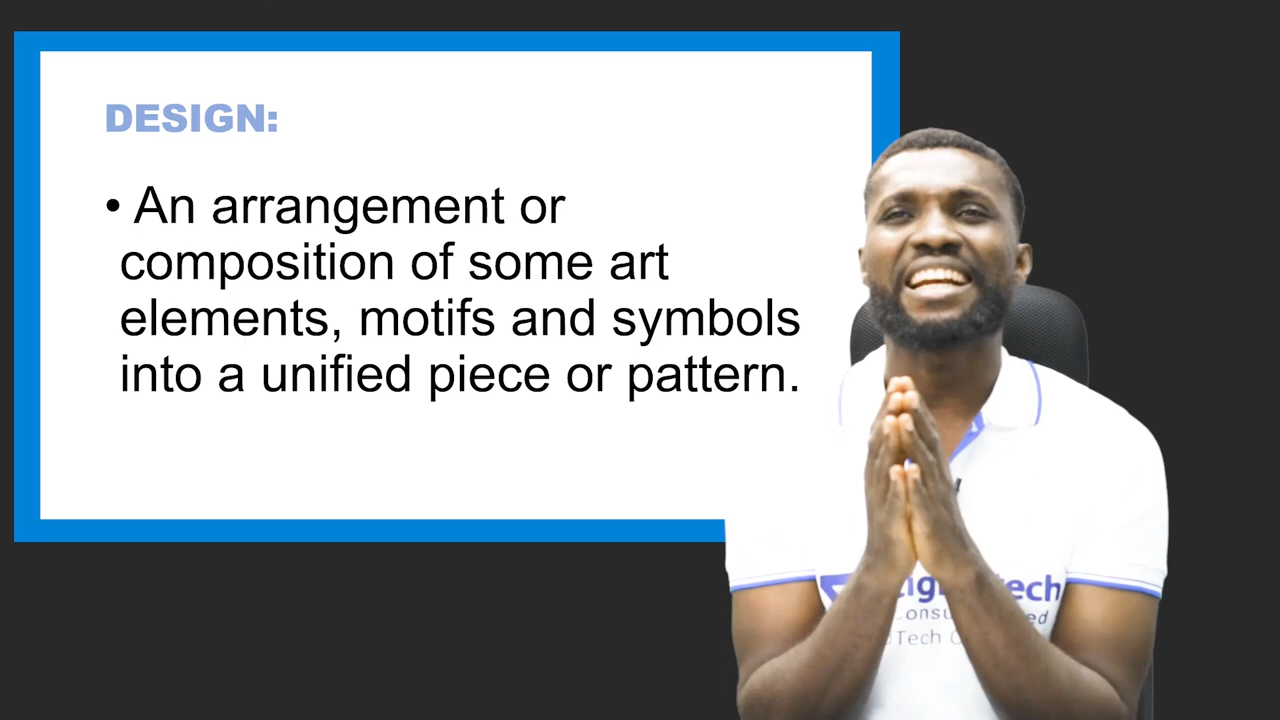 DESIGN:
• An arrangement or
composition of some art
elements, motifs and symbols
into a unified piece or pattern.